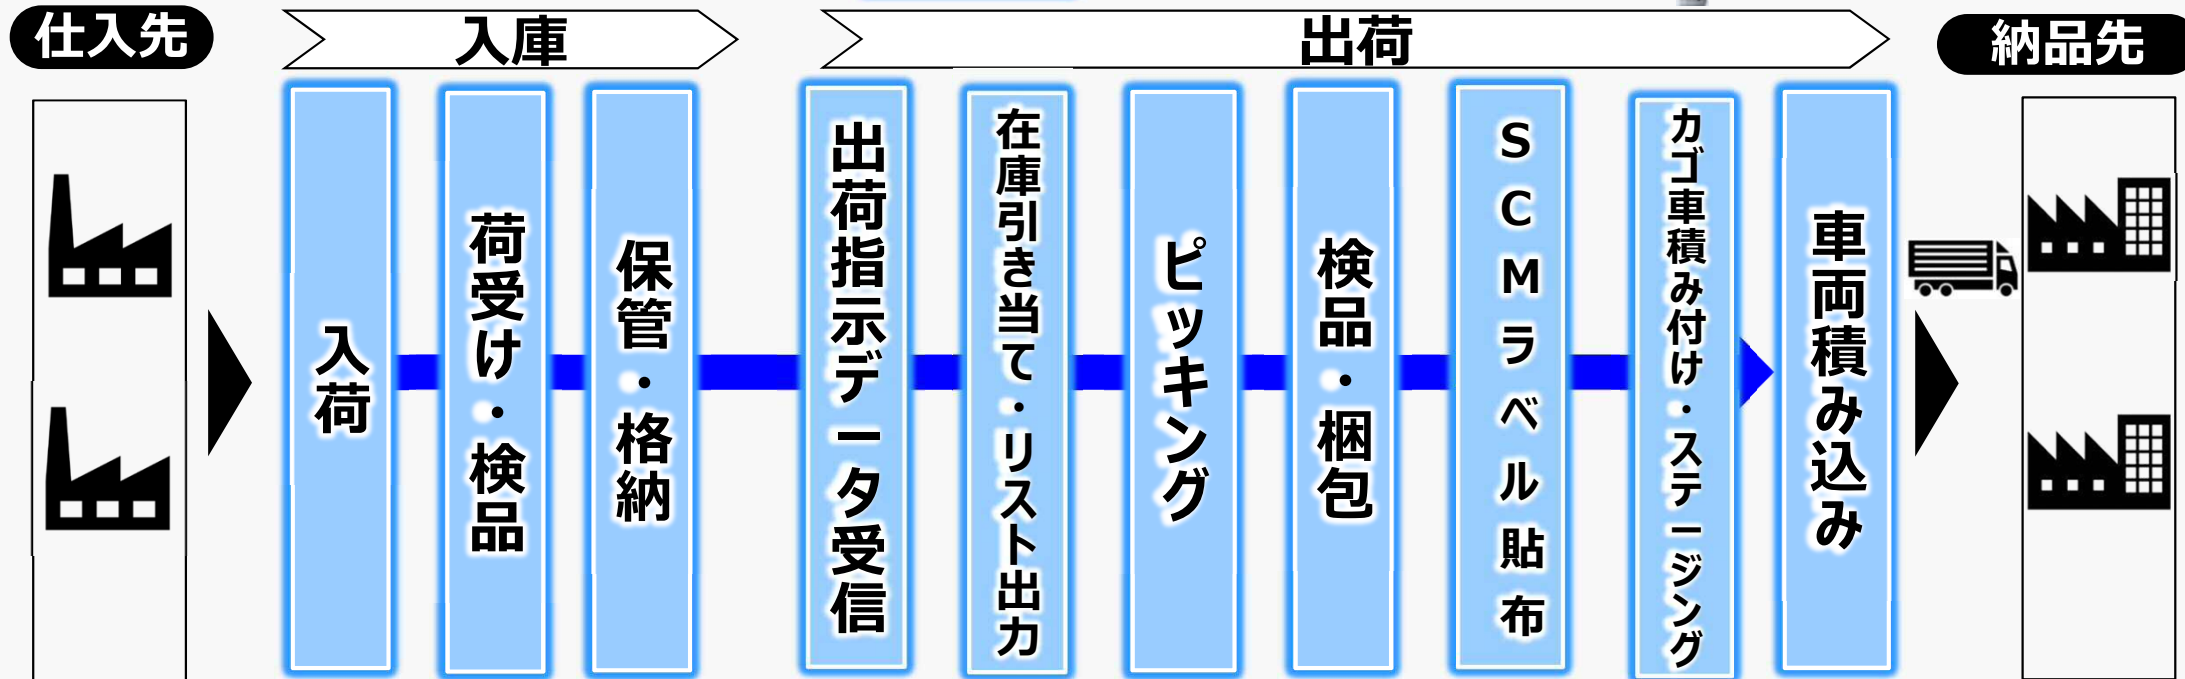 仕入先
入庫
出荷
納品先
入荷
荷受け・検品
保管・格納
出荷指示データ受信
在庫引き当て・リスト出力
ピッキング
検品・梱包
SCMラベル貼布
カゴ車積み付け・ステージング
車両積み込み